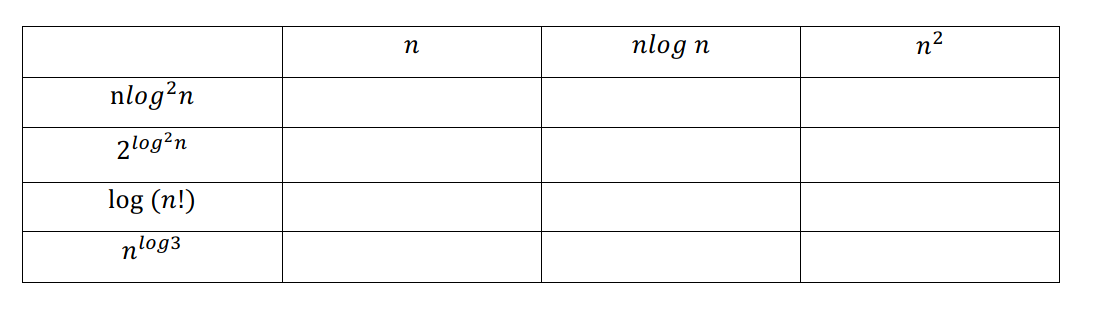 n nlog n n²
nlog²n
2^{log²n}
log (n!)
n^{log3}